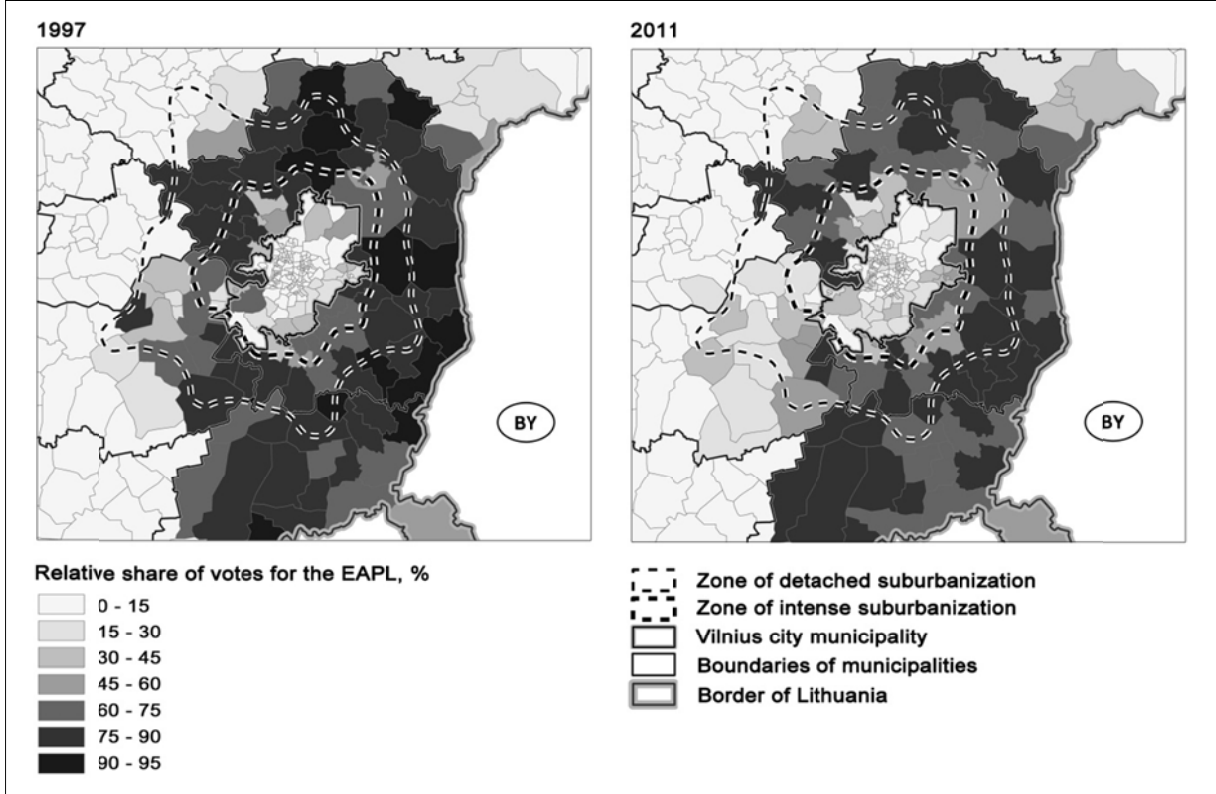 1997
2011
BY
BY
Relative share of votes for the EAPL, %
0 - 15
15 - 30
30 - 45
45 - 60
60 - 75
75 - 90
90 - 95
Zone of detached suburbanization
Zone of intense suburbanization
Vilnius city municipality
Boundaries of municipalities
Border of Lithuania